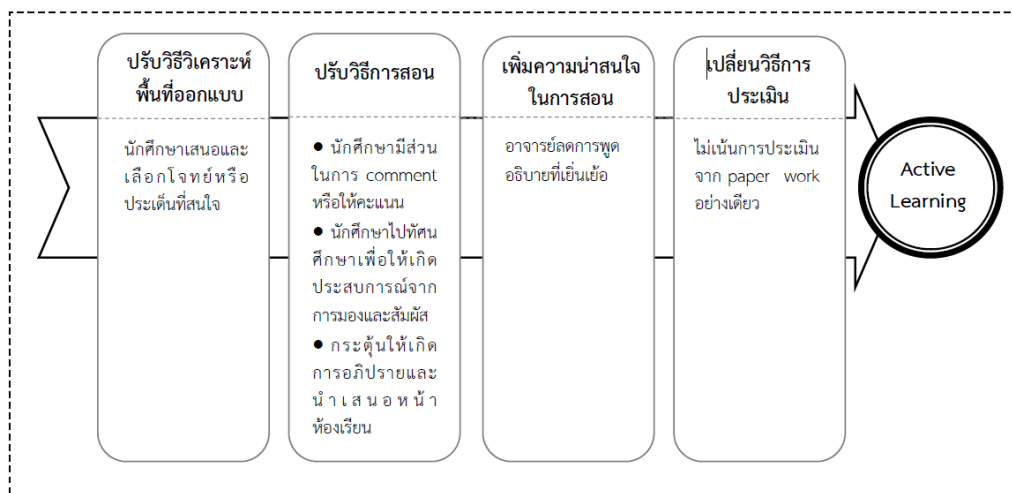 ปรับวิธีวิเคราะห์
พื้นที่ออกแบบ
นักศึกษาเสนอและ
เลือกโจทย์หรือ
ประเด็นที่สนใจ
ปรับวิธีการสอน
● นักศึกษามีส่วน
ในการ comment
หรือให้คะแนน
● นักศึกษาไปทัศน
ศึกษาเพื่อให้เกิด
ประสบการณ์จาก
การมองและสัมผัส
● กระตุ้นให้เกิด
การอภิปรายและ
นำเสนอหน้า
ห้องเรียน
เพิ่มความน่าสนใจ
ในการสอน
อาจารย์ลดการพูด
อธิบายที่เยิ่นเย้อ
เปลี่ยนวิธีการ
ประเมิน
ไม่เน้นการประเมิน
จาก paper work
อย่างเดียว
Active
Learning